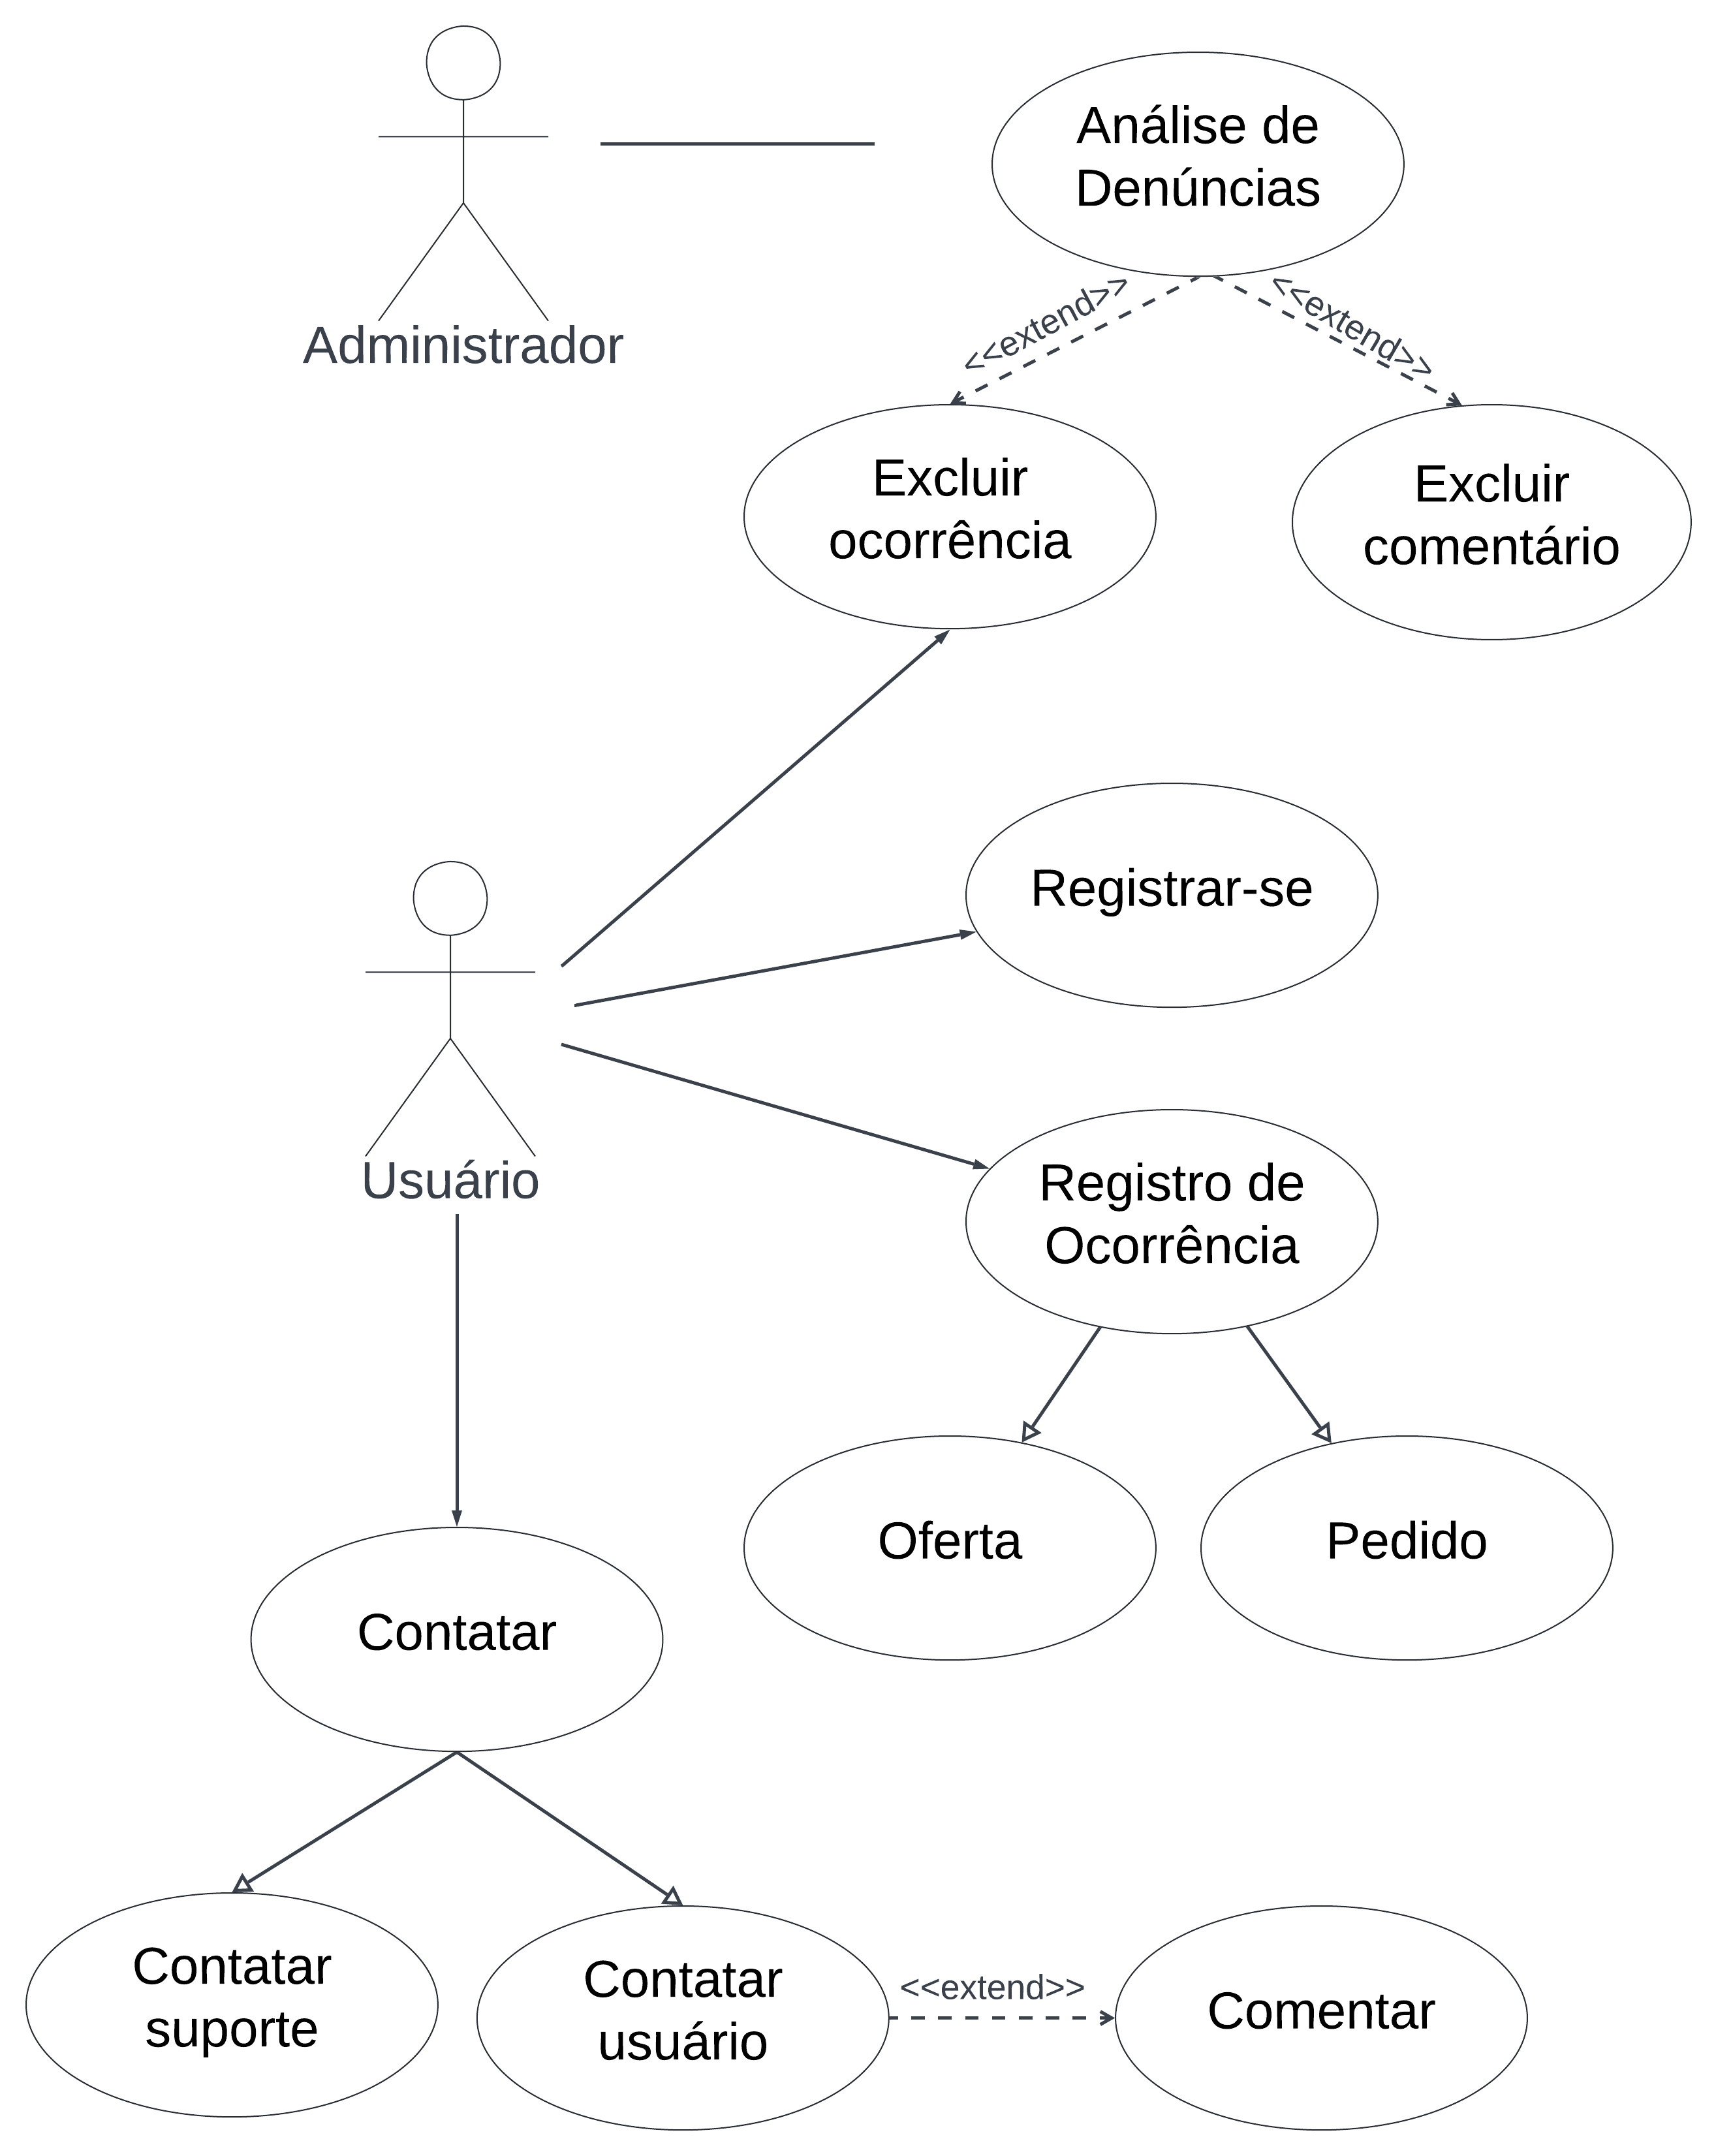 Análise de
Denúncias
Administrador
<<extend>>
<<extend>>
Excluir
ocorrência
Excluir
comentário
Registrar-se
Usuário
Registro de
Ocorrência
Oferta
Pedido
Contatar
Contatar
suporte
Contatar
usuário
<<extend>>
Comentar